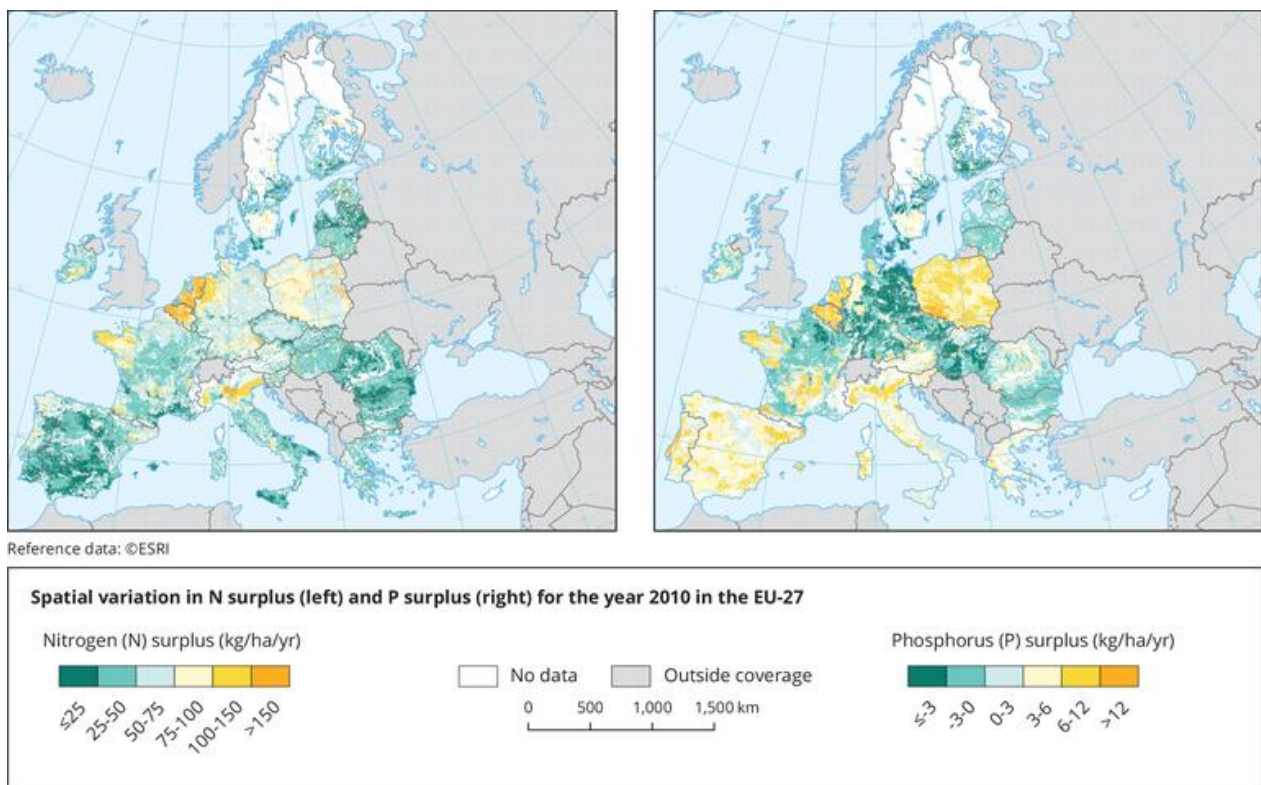 Reference data: ©ESRI
Spatial variation in N surplus (left) and P surplus (right) for the year 2010 in the EU-27
Nitrogen (N) surplus (kg/ha/yr)
≤25
25-50
50-75
75-100
100-150
>150
No data
Outside coverage
0 500 1,000 1,500 km
Phosphorus (P) surplus (kg/ha/yr)
≤-3
-3-0
0-3
3-6
6-12
>12